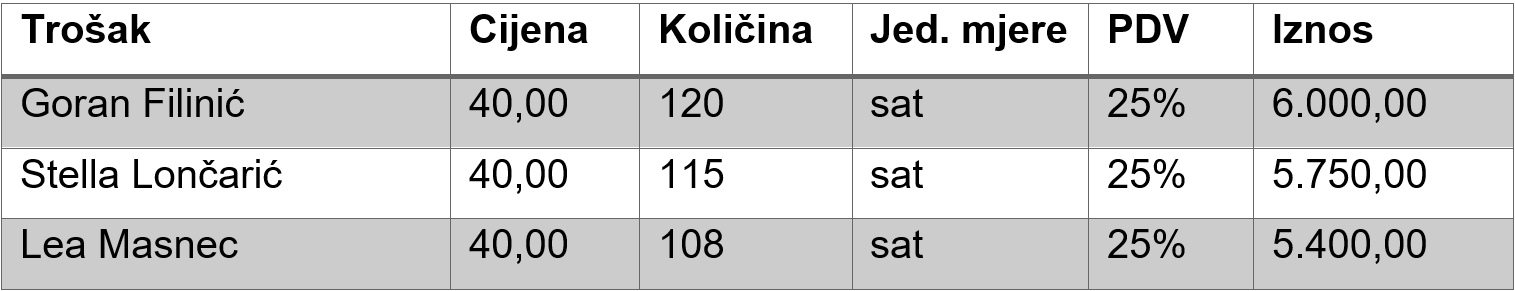 Trošak Cijena Količina Jed. mjere PDV Iznos
Goran Filinić 40,00 120 sat 25% 6.000,00
Stella Lončarić 40,00 115 sat 25% 5.750,00
Lea Masnec 40,00 108 sat 25% 5.400,00